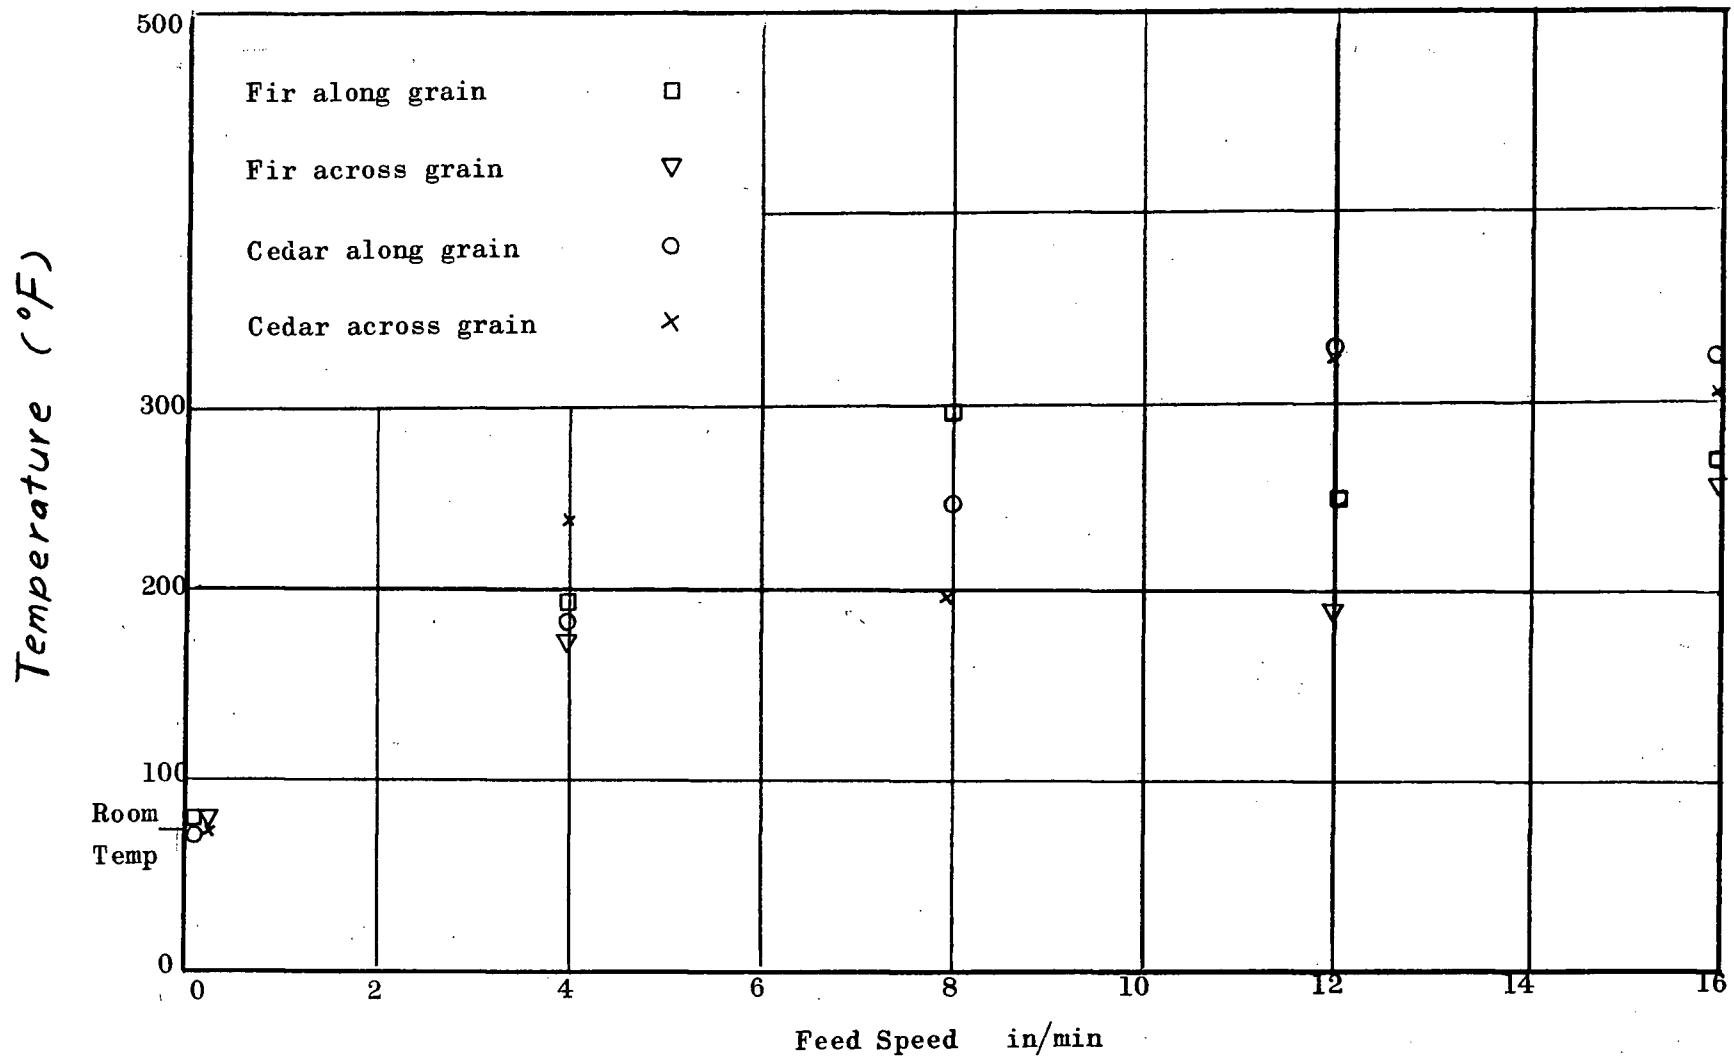 500
Fir along grain
Fir across grain
Cedar along grain
Cedar across grain
Temperature (°F)
300
200
100
Room
Temp
0
0 2 4 6 8 10 12 14 16
Feed Speed in/min